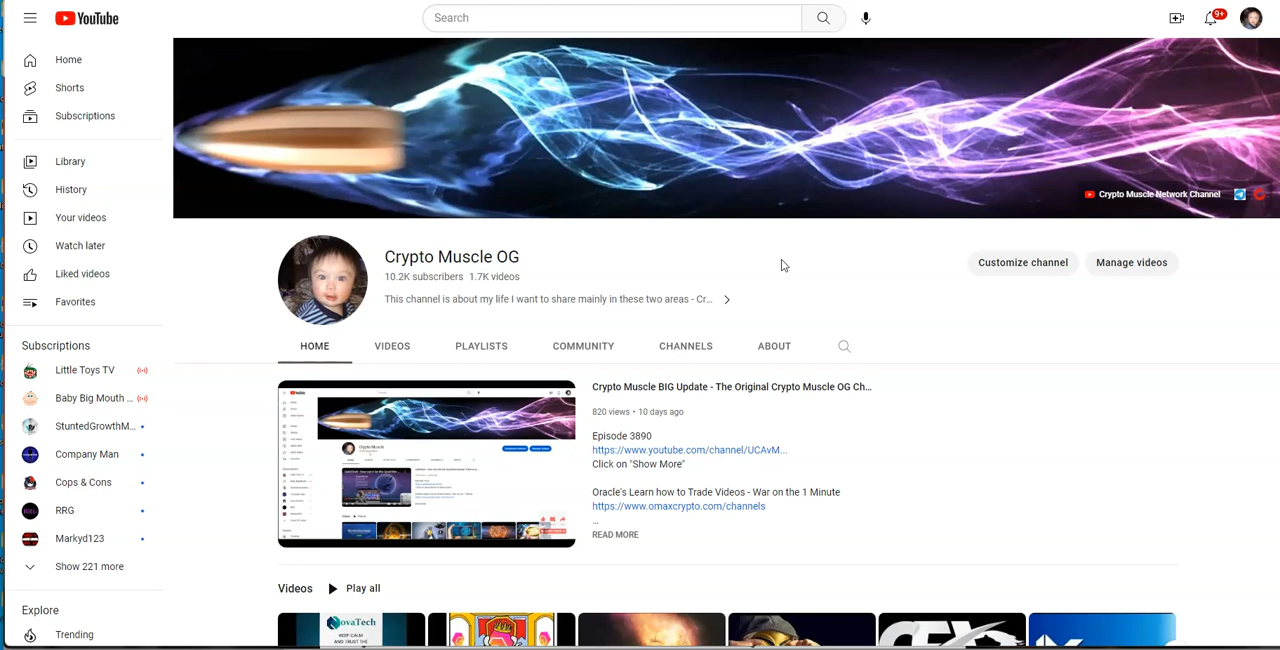 YouTube
Search
9+
Home
Shorts
Subscriptions
Library
History
Your videos
Watch later
Liked videos
Favorites
Subscriptions
Little Toys TV
Baby Big Mouth ...
StuntedGrowthM...
Company Man
Cops & Cons
RRG
Markyd123
Show 221 more
Explore
Trending
Crypto Muscle Network Channel
Crypto Muscle OG
10.2K subscribers 1.7K videos
This channel is about my life I want to share mainly in these two areas - Cr...
Customize channel
Manage videos
HOME VIDEOS PLAYLISTS COMMUNITY CHANNELS ABOUT
Crypto Muscle BIG Update - The Original Crypto Muscle OG Ch...
820 views • 10 days ago
Episode 3890
https://www.youtube.com/channel/UCAvM...
Click on "Show More"
Oracle's Learn how to Trade Videos - War on the 1 Minute
https://www.omaxcrypto.com/channels
...
READ MORE
Videos Play all
KEEP CALM
AND TRUST THE